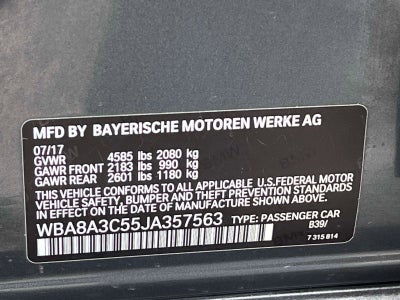 MFD BY BAYERISCHE MOTOREN WERKE AG
07/17
GVWR 4585 lbs 2080 kg
GAWR FRONT 2183 lbs 990 kg
GAWR REAR 2601 lbs 1180 kg
THIS VEHICLE CONFORMS TO ALL APPLICABLE U.S.FEDERAL MOTOR
VEHICLE SAFETY, BUMPER AND THEFT PREVENTION STANDARDS
IN EFFECT ON THE DATE OF MANUFACTURE SHOWN ABOVE.
WBA8A3C55JA357563 TYPE: PASSENGER CAR
B39/
7 315 814